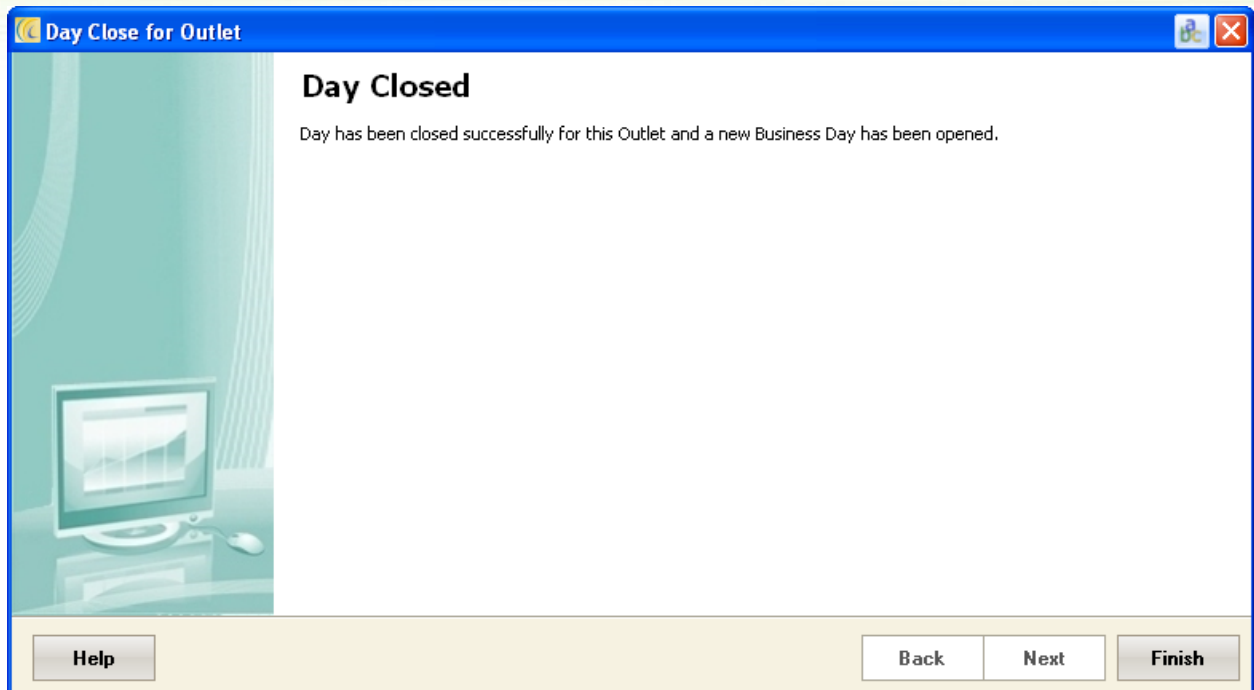 Day Close for Outlet
Day Closed
Day has been closed successfully for this Outlet and a new Business Day has been opened.
Help
Back
Next
Finish